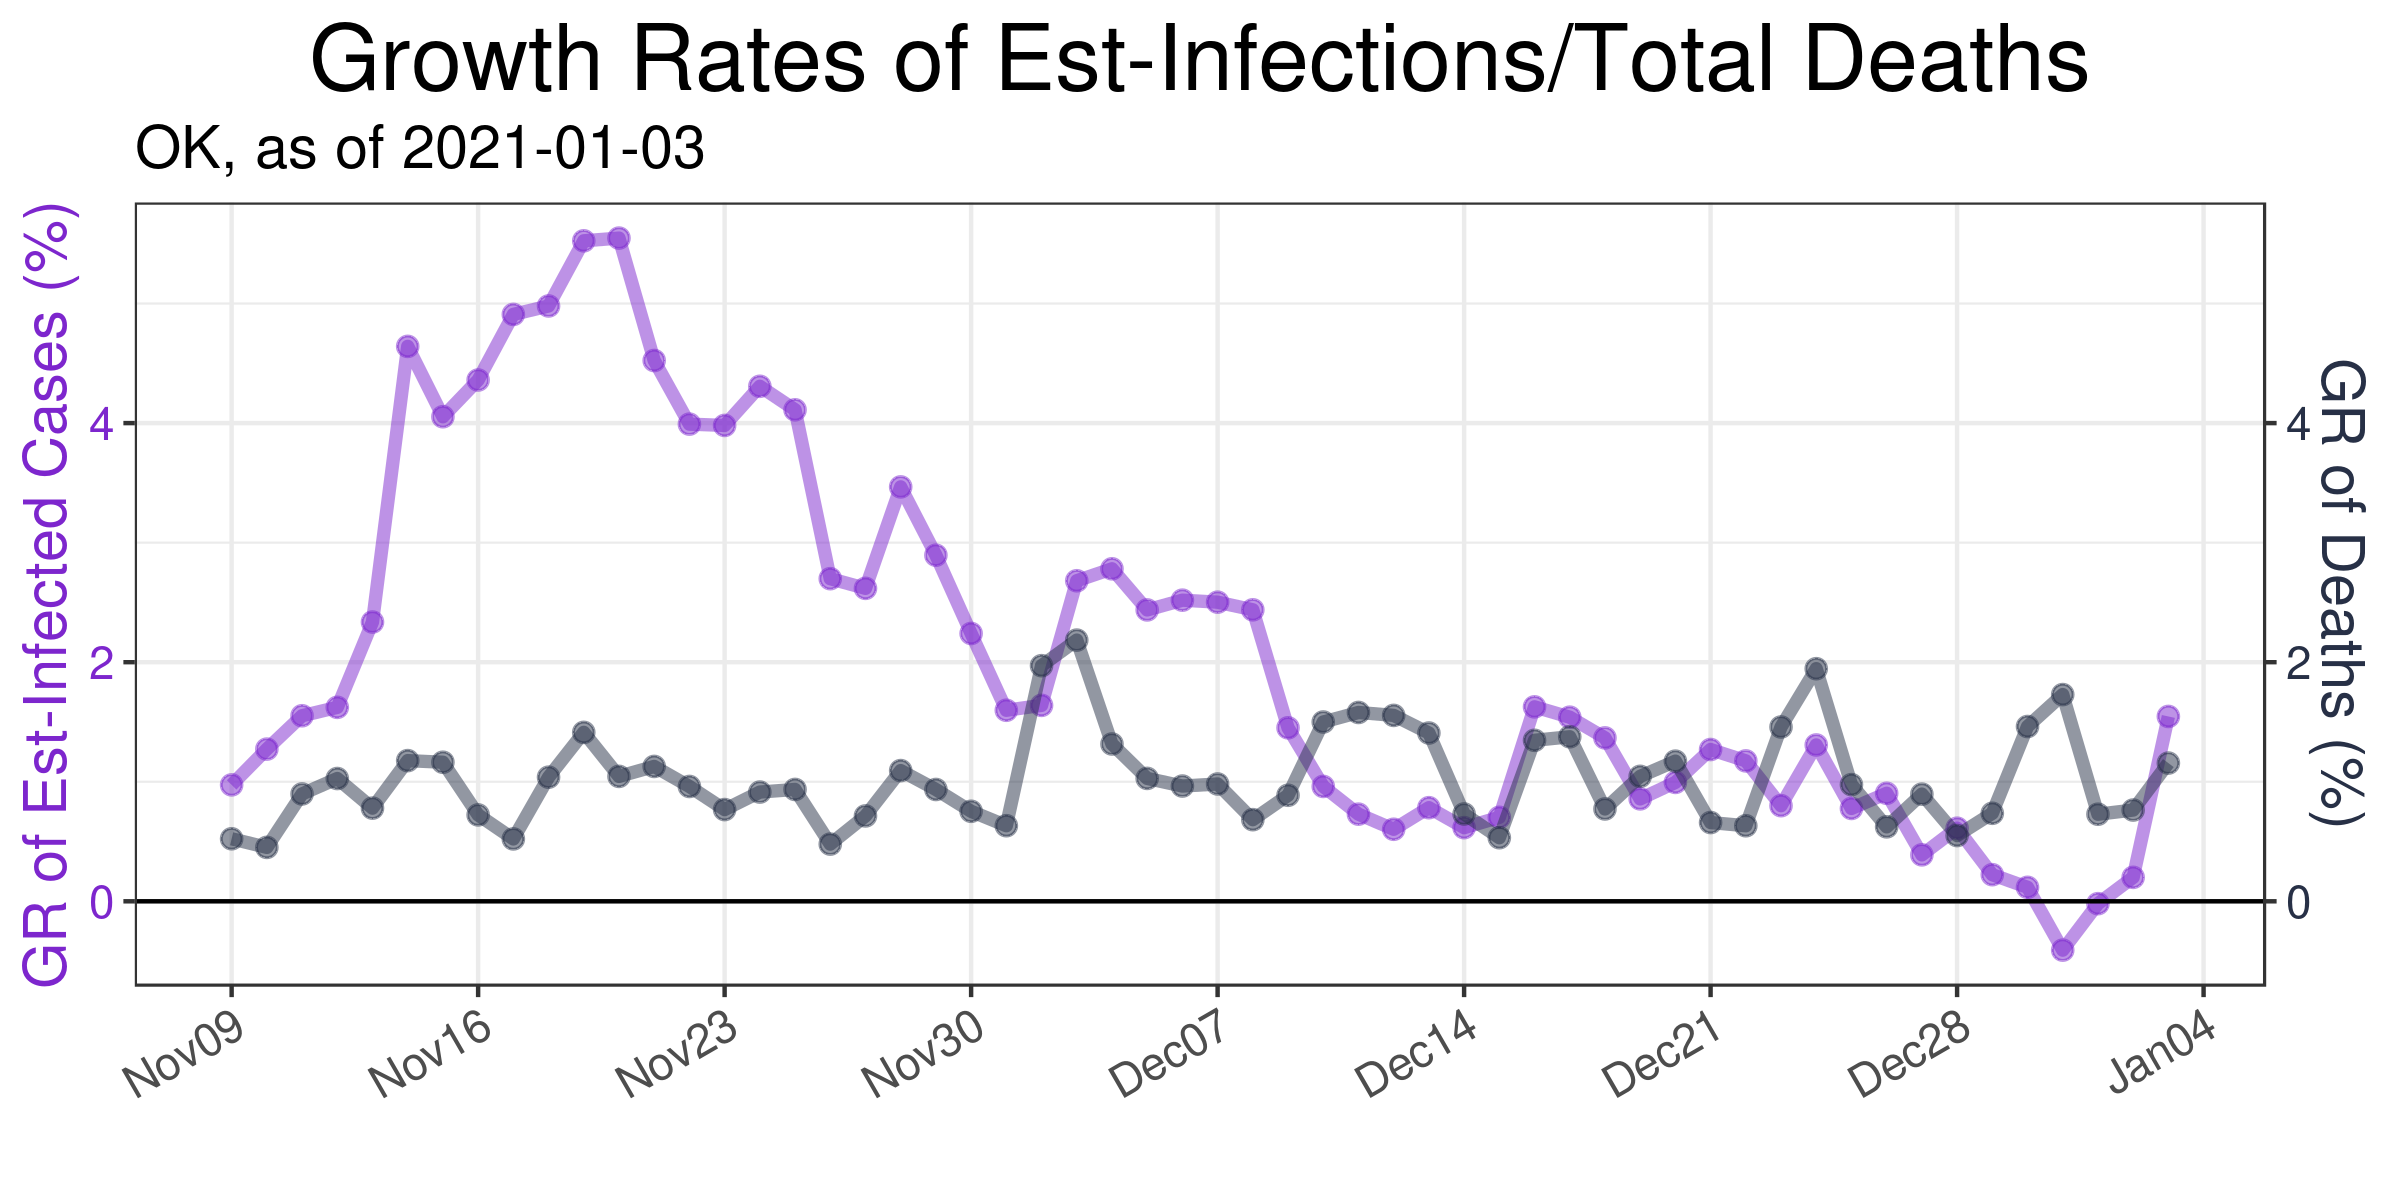 Growth Rates of Est-Infections/Total Deaths
OK, as of 2021-01-03
GR of Est-Infected Cases (%)
4
2
0
GR of Deaths (%)
4
2
0
Nov09
Nov16
Nov23
Nov30
Dec07
Dec14
Dec21
Dec28
Jan04